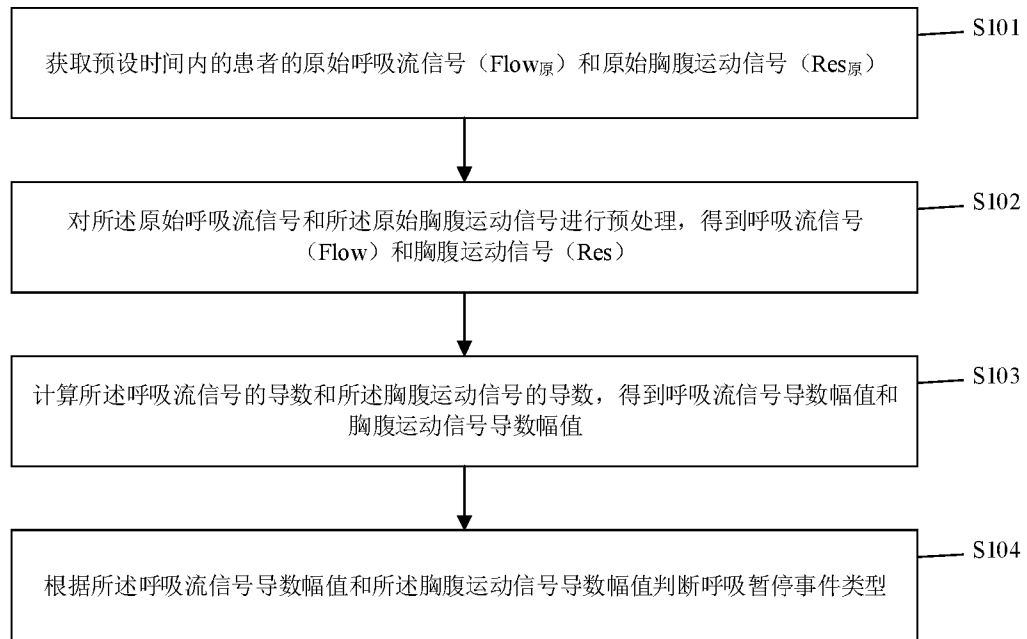 获取预设时间内的患者的原始呼吸流信号（Flow原）和原始胸腹运动信号（Res原）
S101
对所述原始呼吸流信号和所述原始胸腹运动信号进行预处理，得到呼吸流信号
（Flow）和胸腹运动信号（Res）
S102
计算所述呼吸流信号的导数和所述胸腹运动信号的导数，得到呼吸流信号导数幅值和
胸腹运动信号导数幅值
S103
根据所述呼吸流信号导数幅值和所述胸腹运动信号导数幅值判断呼吸暂停事件类型
S104